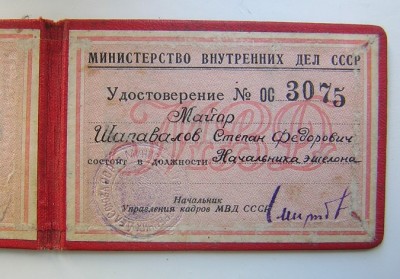 МИНИСТЕРСТВО ВНУТРЕННИХ ДЕЛ СССР
Удостоверение № ОС 3075
Майор
Шаповалов Степан Федорович
состоит в должности Начальника эшелона
Начальник
Управления кадров МВД СССР